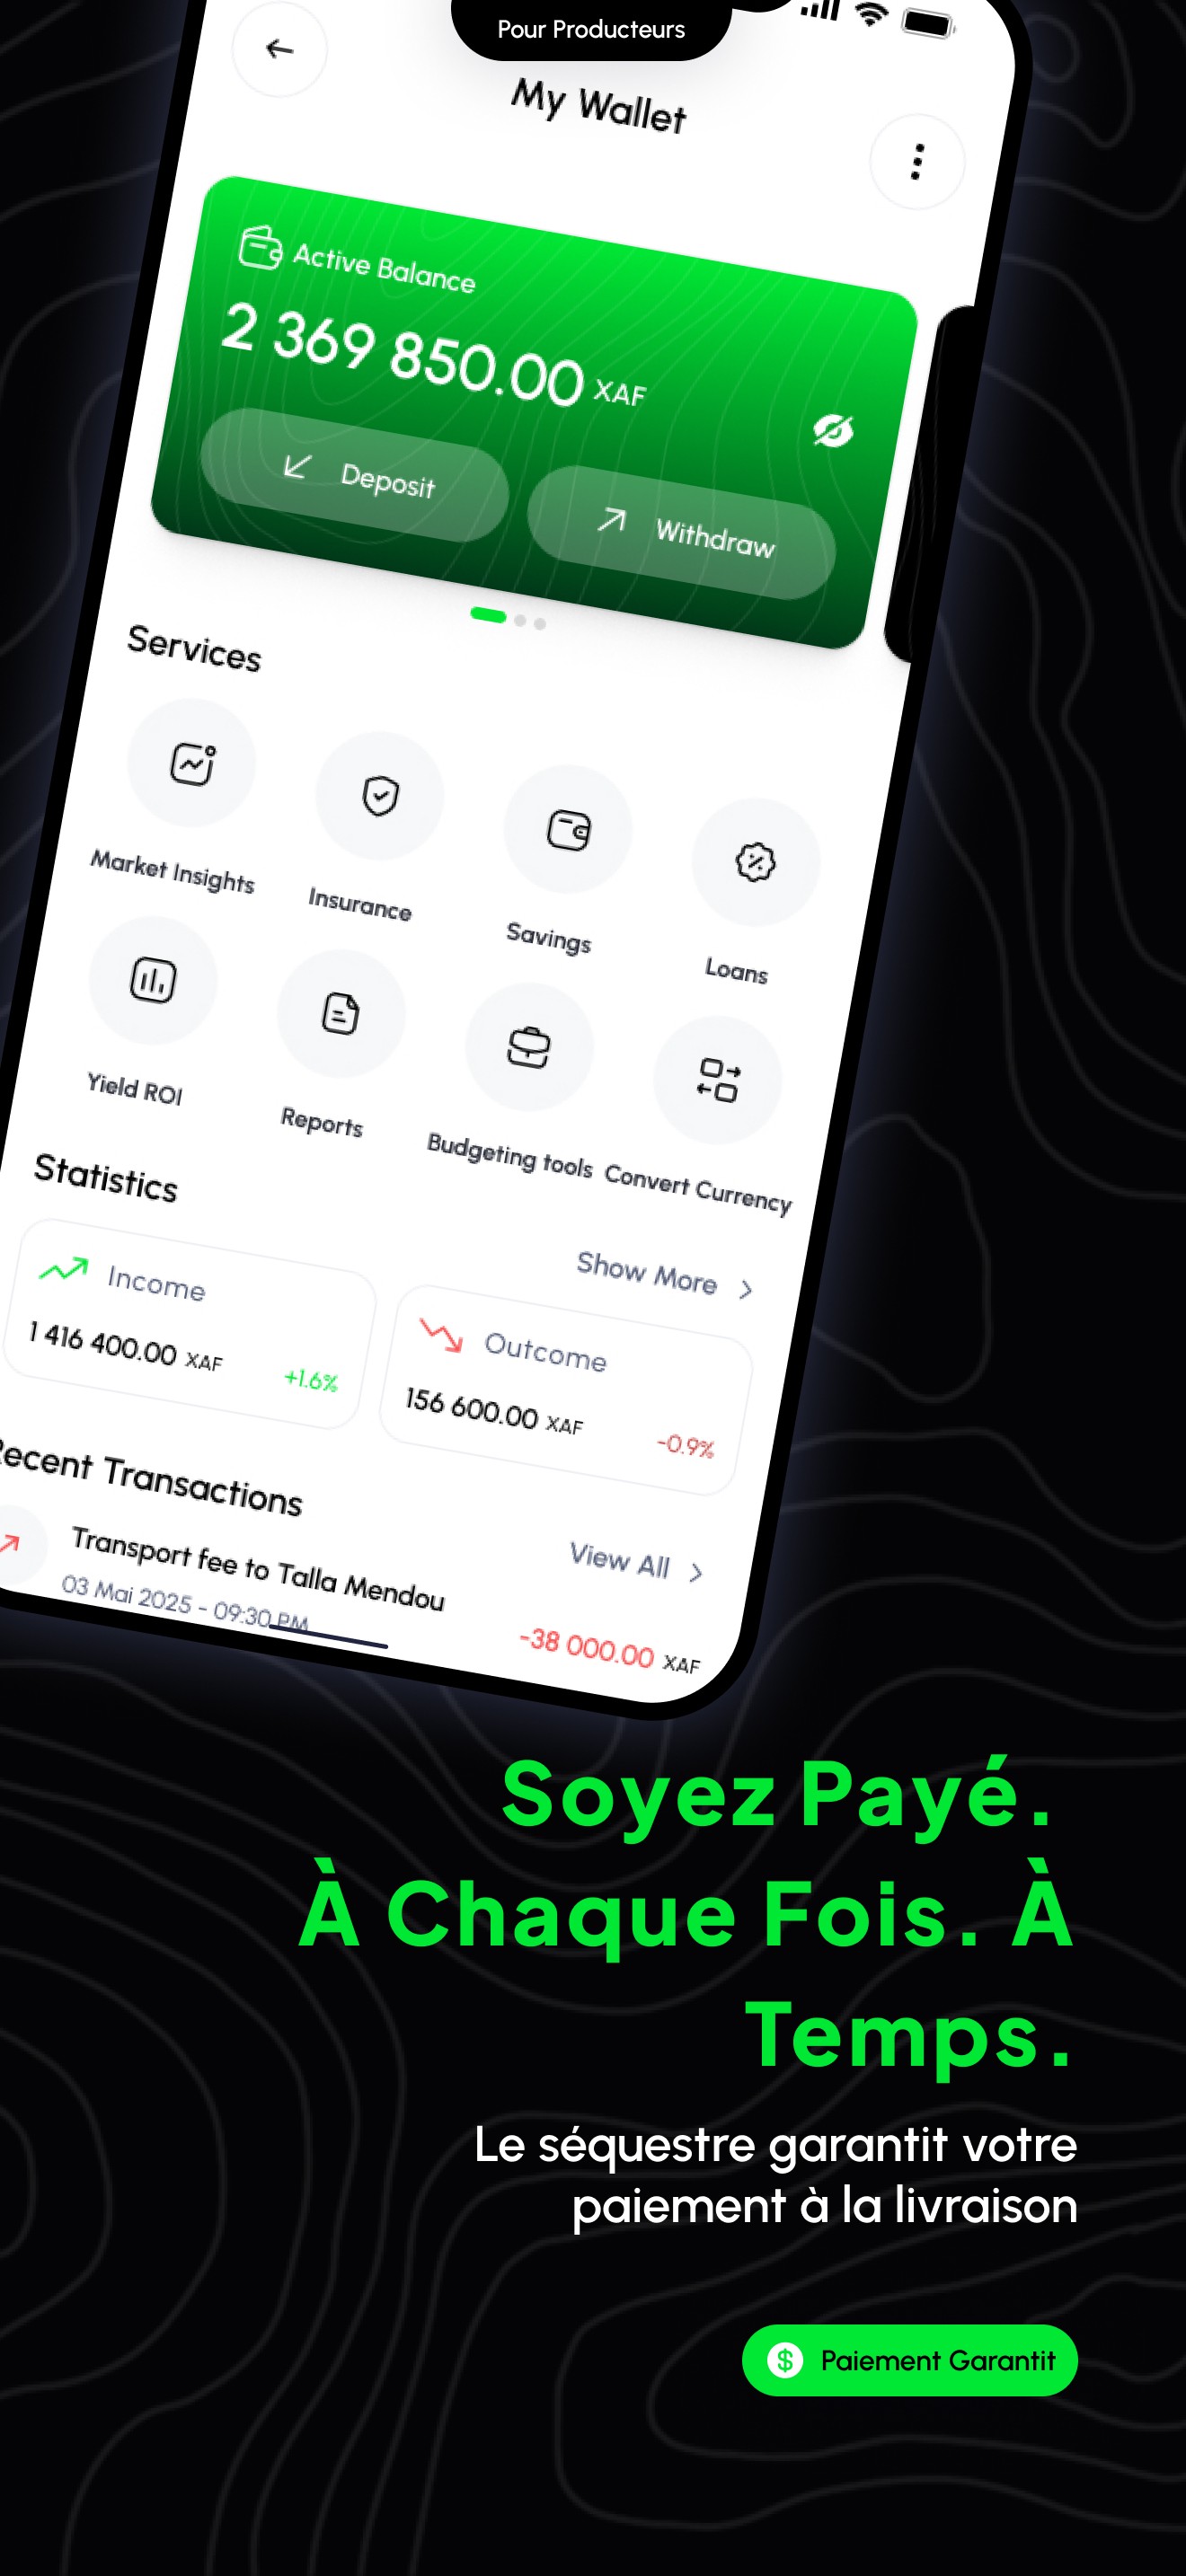 Pour Producteurs
My Wallet
Active Balance
2 369 850.00 XAF
Deposit
Withdraw
Services
Market Insights
Insurance
Savings
Loans
Yield ROI
Reports
Budgeting tools
Convert Currency
Statistics
Show More
Income
1 416 400.00 XAF
+1.6%
Outcome
156 600.00 XAF
-0.9%
Recent Transactions
View All
Transport fee to Talla Mendou
03 Mai 2025 - 09:30 PM
-38 000.00 XAF
Soyez Payé.
À Chaque Fois. À
Temps.
Le séquestre garantit votre
paiement à la livraison
$ Paiement Garantit